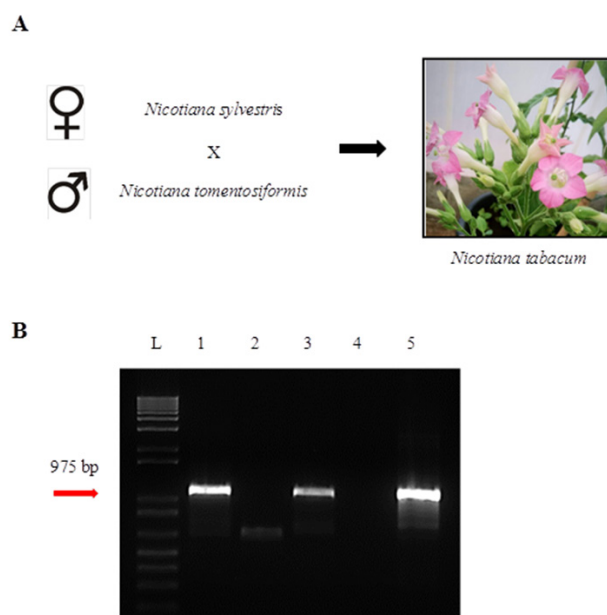 A
Nicotiana sylvestris
X
Nicotiana tomentosiformis
Nicotiana tabacum
B
L 1 2 3 4 5
975 bp